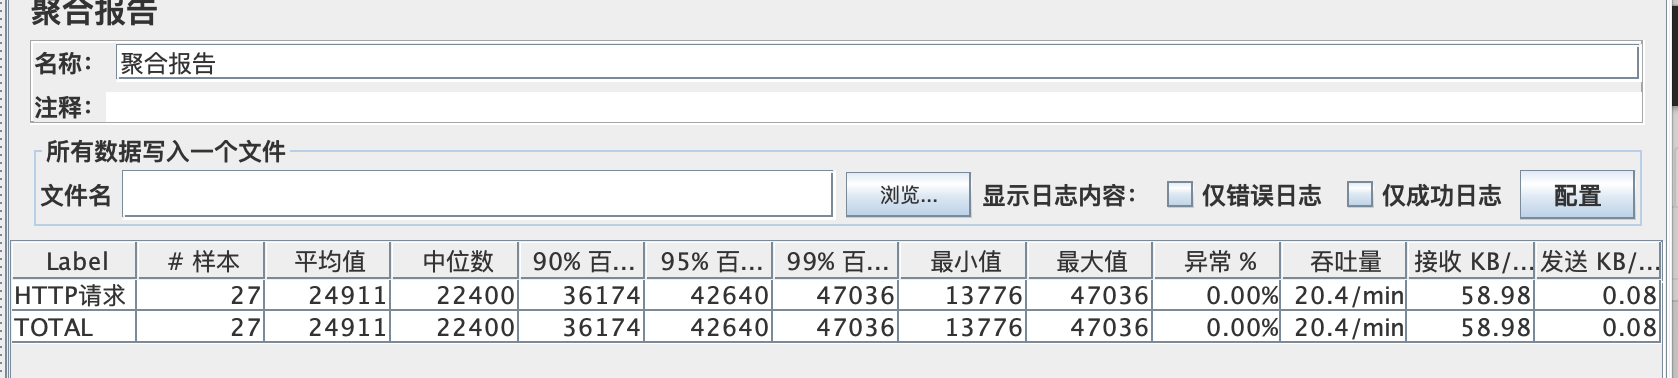 聚合报告
名称： 聚合报告
注释：
所有数据写入一个文件
文件名 浏览... 显示日志内容： 仅错误日志 仅成功日志 配置
Label # 样本 平均值 中位数 90% 百... 95% 百... 99% 百... 最小值 最大值 异常 % 吞吐量 接收 KB/... 发送 KB/...
HTTP请求 27 24911 22400 36174 42640 47036 13776 47036 0.00% 20.4/min 58.98 0.08
TOTAL 27 24911 22400 36174 42640 47036 13776 47036 0.00% 20.4/min 58.98 0.08